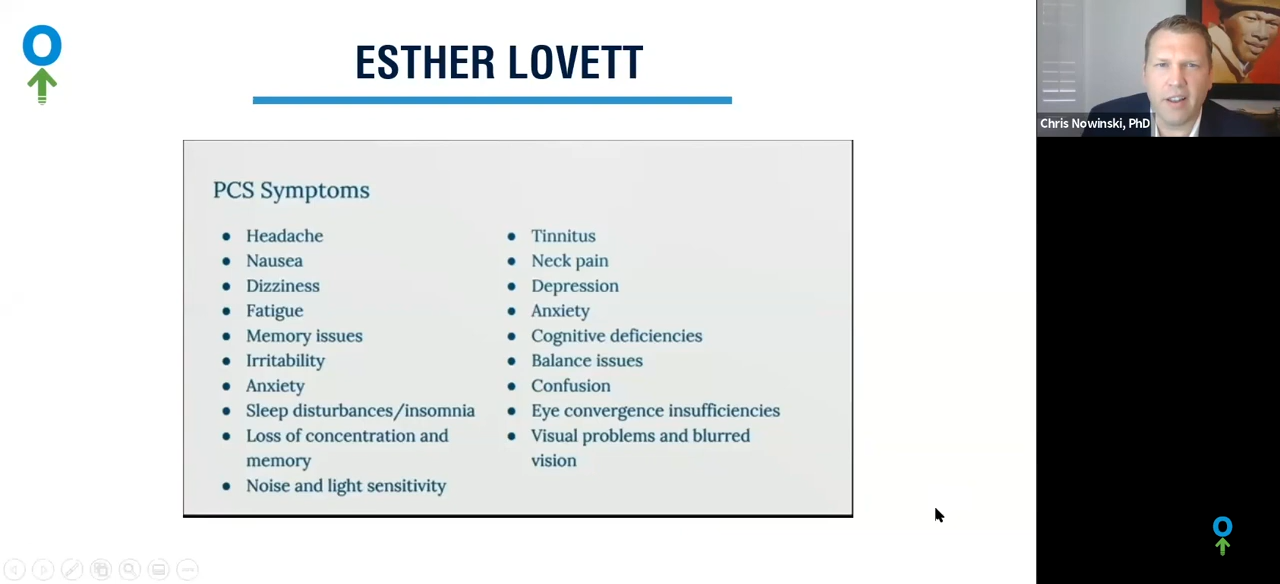 ESTHER LOVETT
Chris Nowinski, PhD
PCS Symptoms
• Headache
• Nausea
• Dizziness
• Fatigue
• Memory issues
• Irritability
• Anxiety
• Sleep disturbances/insomnia
• Loss of concentration and
memory
• Noise and light sensitivity
• Tinnitus
• Neck pain
• Depression
• Anxiety
• Cognitive deficiencies
• Balance issues
• Confusion
• Eye convergence insufficiencies
• Visual problems and blurred
vision